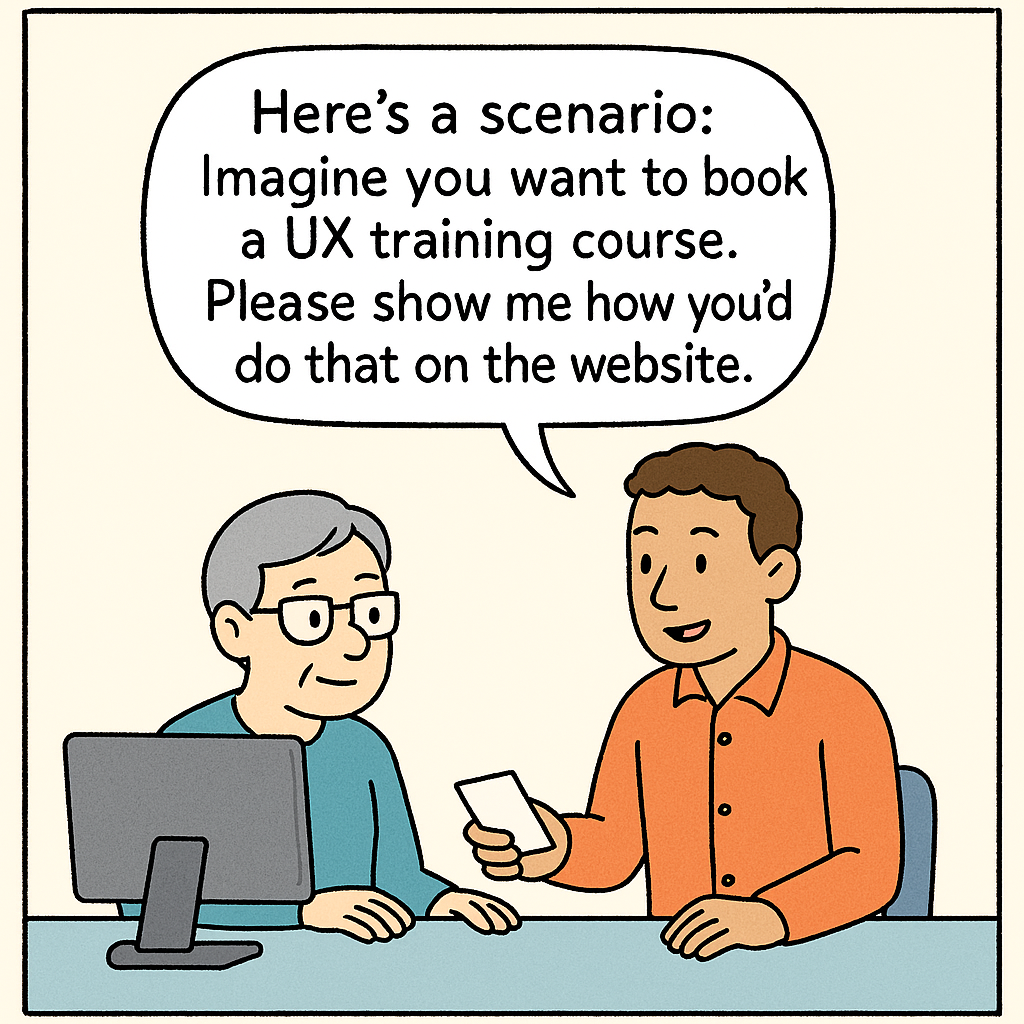 Here's a scenario:
Imagine you want to book
a UX training course.
Please show me how you'd
do that on the website.